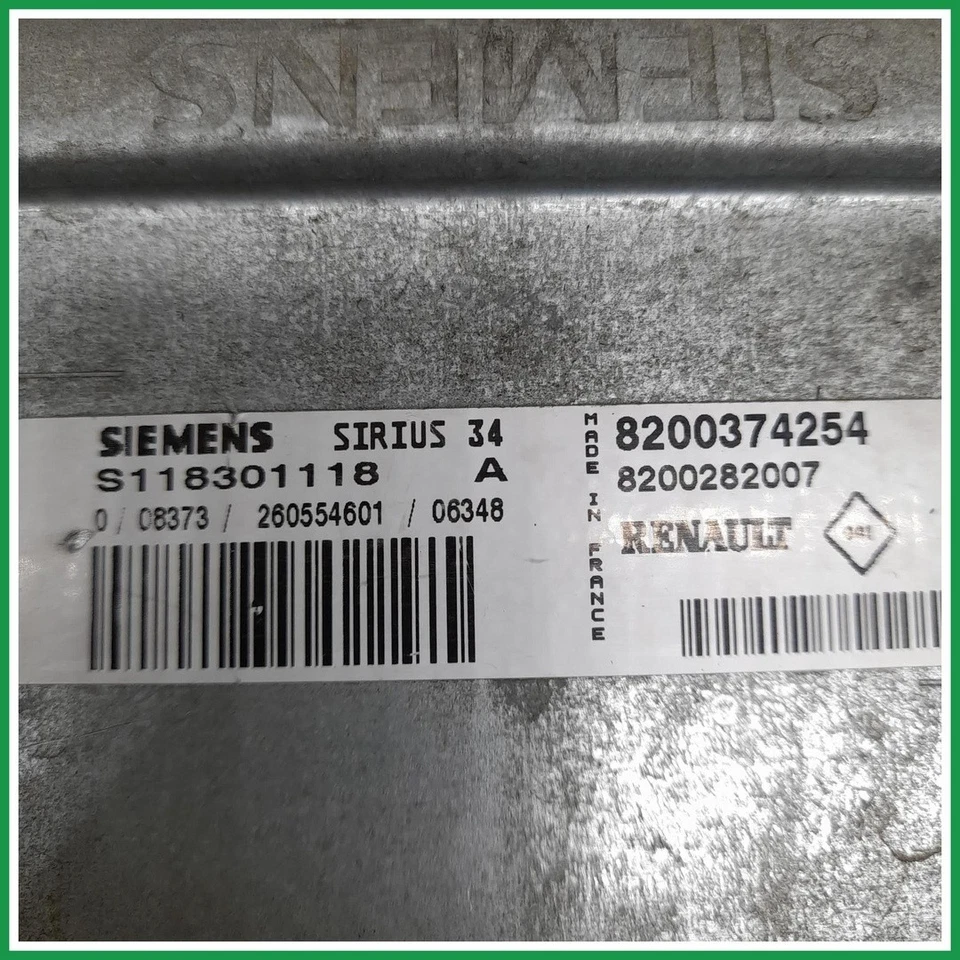 SIEMENS
SIEMENS SIRIUS 34
S118301118 A
0 / 08373 / 260554601 / 06348
MADE IN FRANCE
8200374254
8200282007
RENAULT